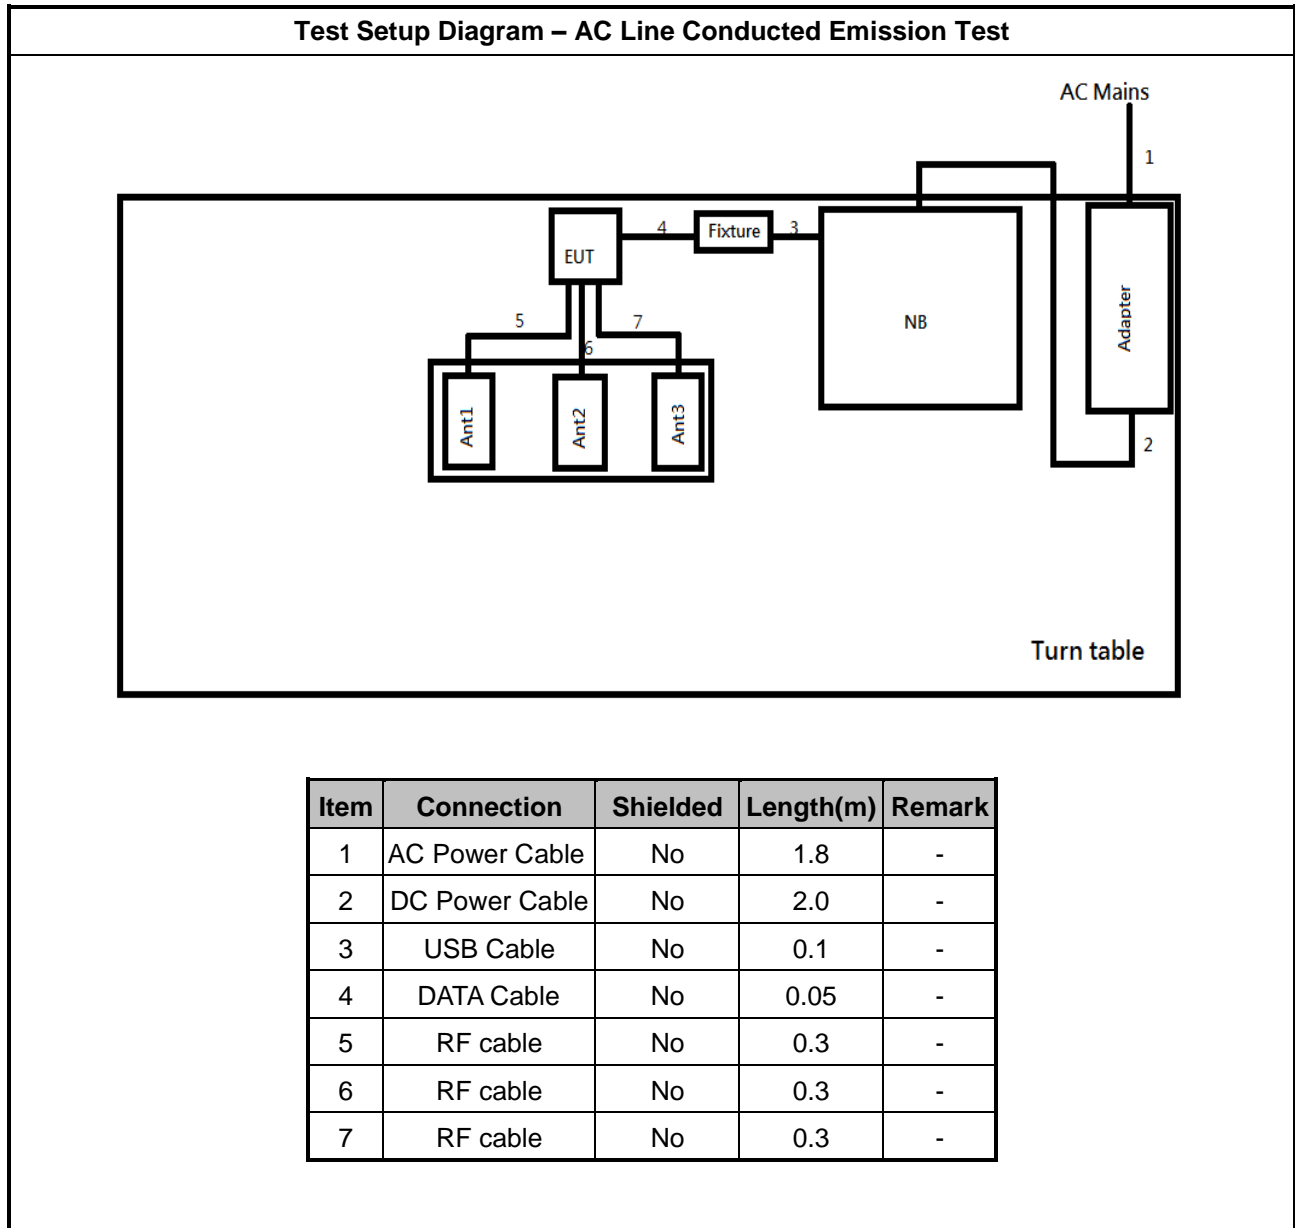 Test Setup Diagram – AC Line Conducted Emission Test
AC Mains
1
4
Fixture
3
EUT
NB
Adapter
5
7
6
Ant1
Ant2
Ant3
2
Turn table
Item Connection Shielded Length(m) Remark
1 AC Power Cable No 1.8 -
2 DC Power Cable No 2.0 -
3 USB Cable No 0.1 -
4 DATA Cable No 0.05 -
5 RF cable No 0.3 -
6 RF cable No 0.3 -
7 RF cable No 0.3 -